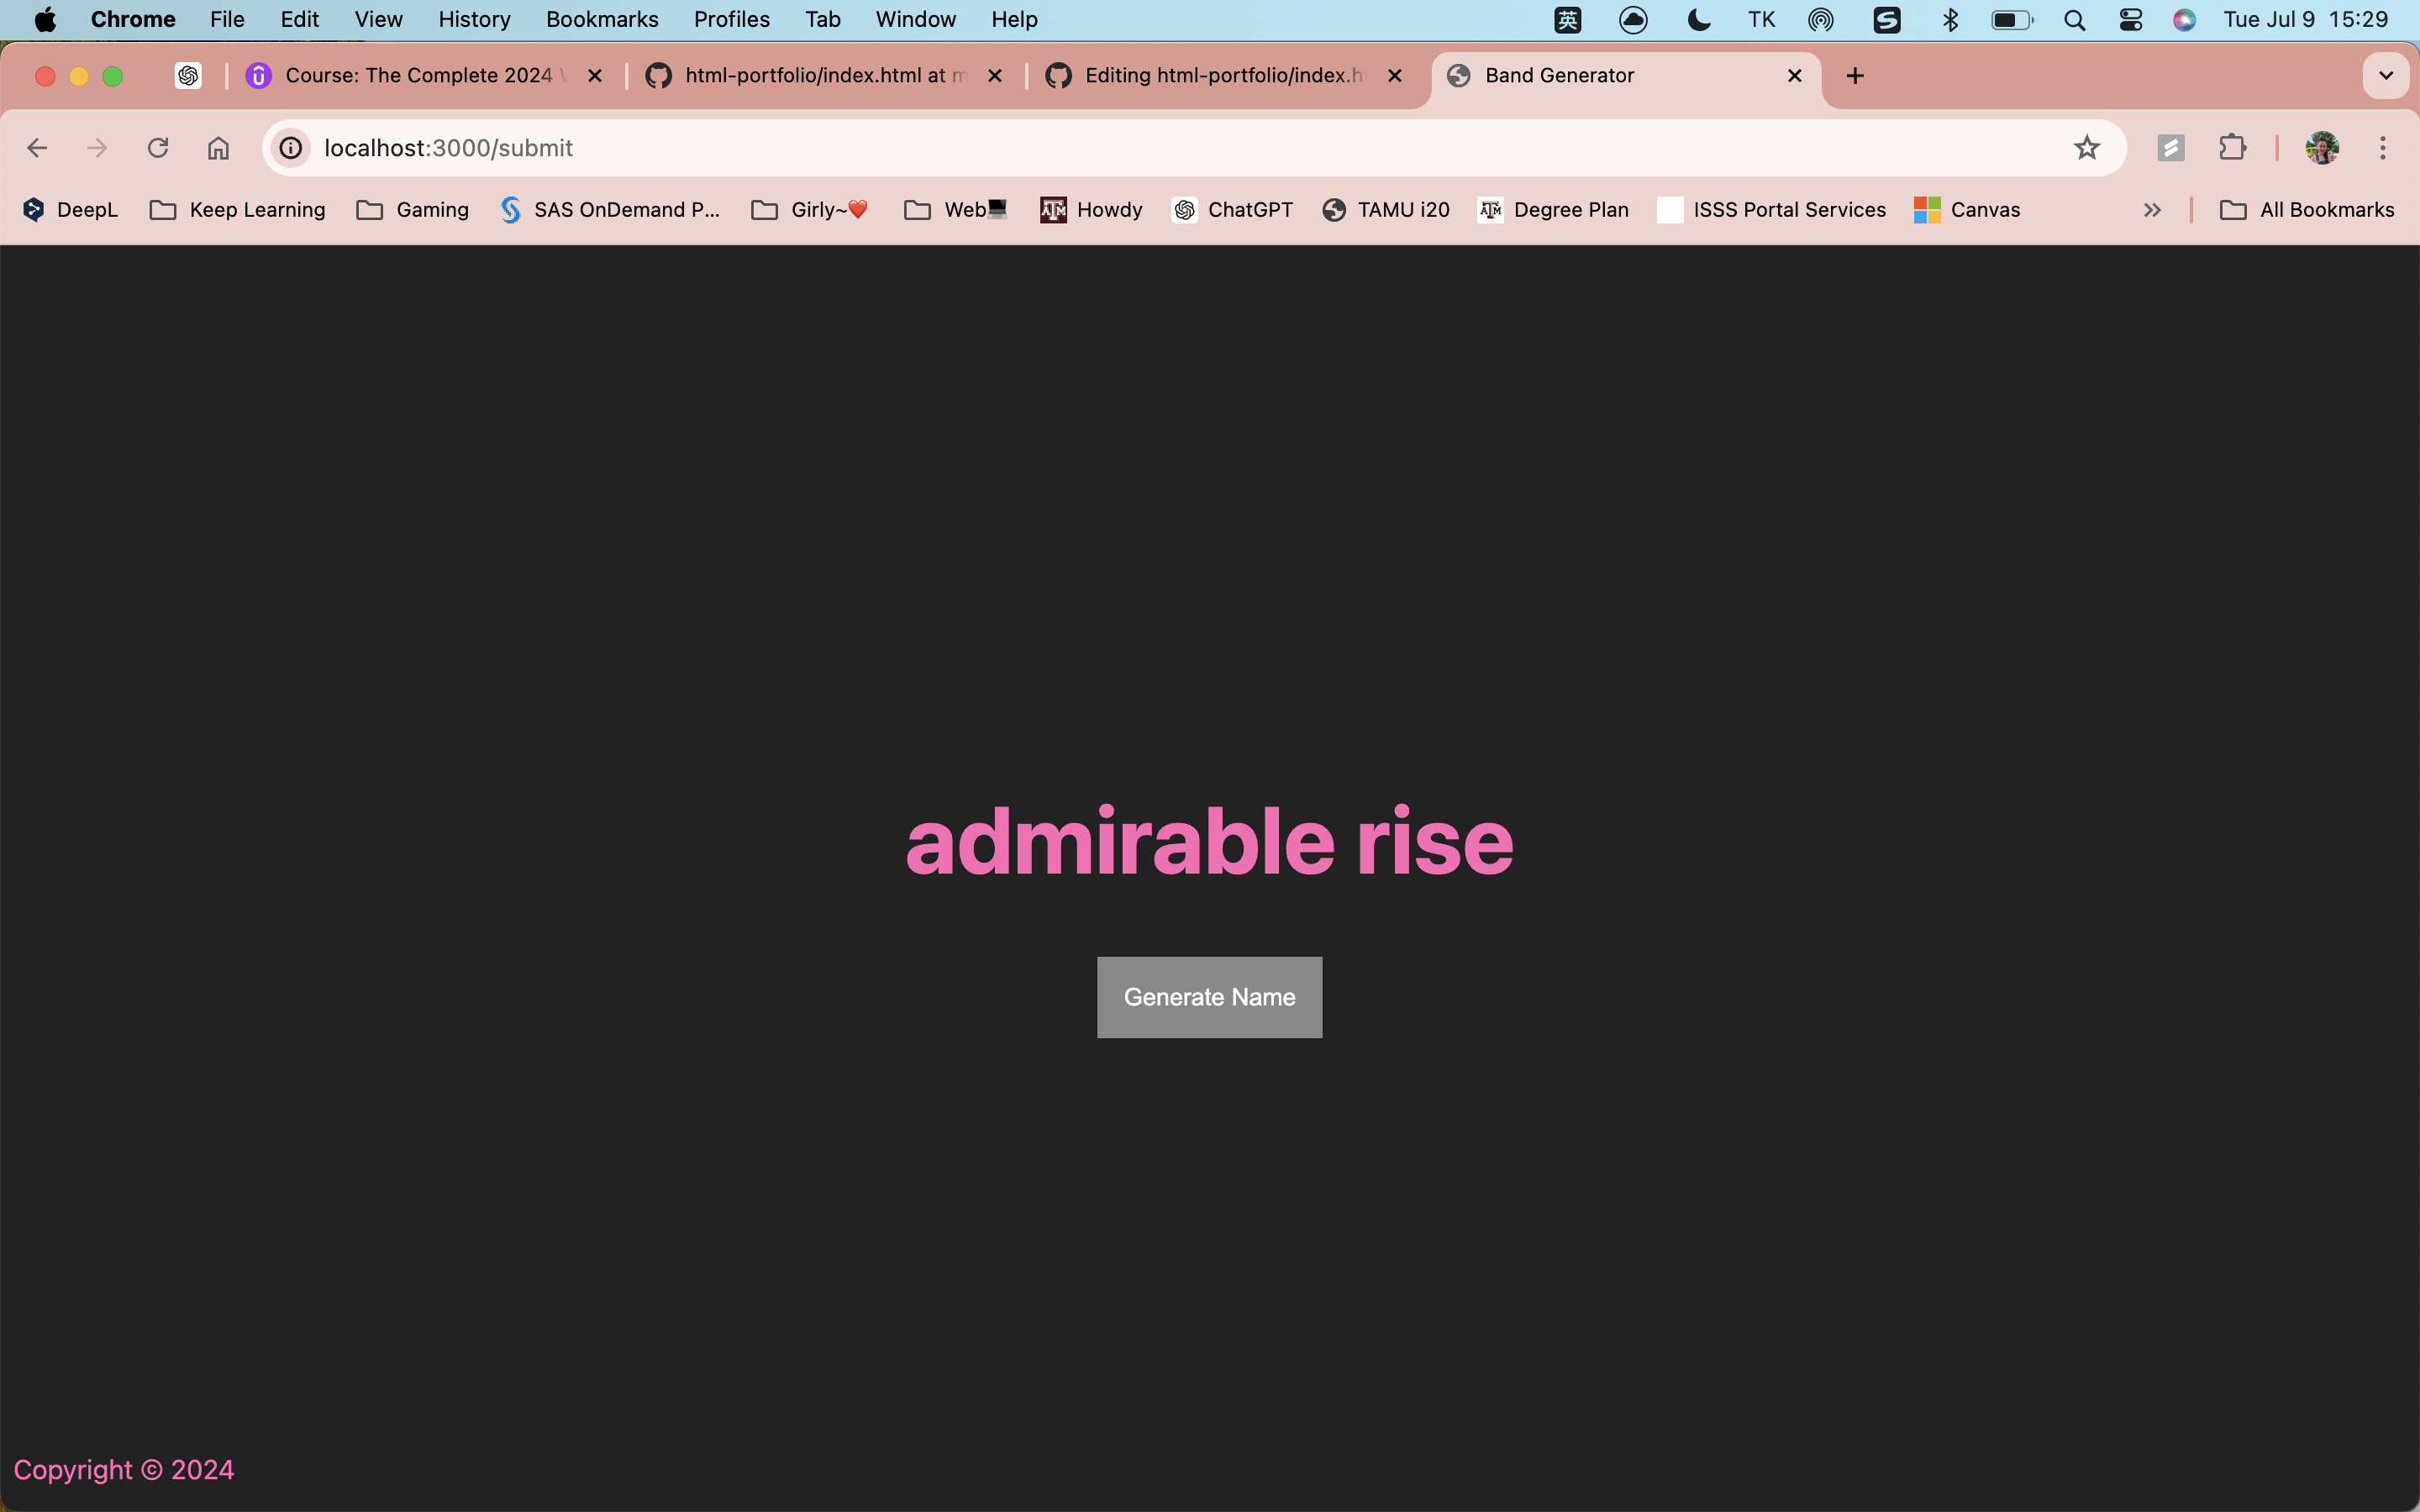 Chrome File Edit View History Bookmarks Profiles Tab Window Help 英 TK S Tue Jul 9 15:29
Course: The Complete 2024 html-portfolio/index.html at m Editing html-portfolio/index.h Band Generator
localhost:3000/submit
DeepL Keep Learning Gaming SAS OnDemand P... Girly~❤️ Web💻 ATM Howdy ChatGPT TAMU i20 ATM Degree Plan ISSS Portal Services Canvas » All Bookmarks
admirable rise
Generate Name
Copyright © 2024